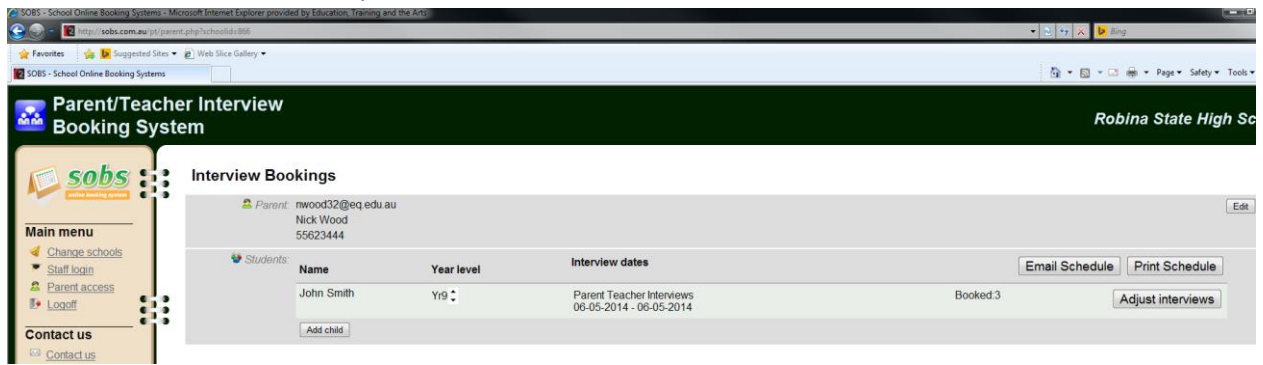 SOBS - School Online Booking Systems - Microsoft Internet Explorer provided by Education, Training and the Arts
http://sobs.com.au/pt/parent.php?schoolid=866
Bing
Favorites Suggested Sites Web Slice Gallery
SOBS - School Online Booking Systems
Page Safety Tools
Parent/Teacher Interview
Booking System
Robina State High Sc
sobs
online booking system
Main menu
Change schools
Staff login
Parent access
Logoff
Contact us
Contact us
Interview Bookings
Parent: nwood32@eq.edu.au
Nick Wood
55623444
Edit
Students:
Name Year level Interview dates
Email Schedule Print Schedule
John Smith Yr9 Parent Teacher Interviews Booked:3 Adjust interviews
06-05-2014 - 06-05-2014
Add child